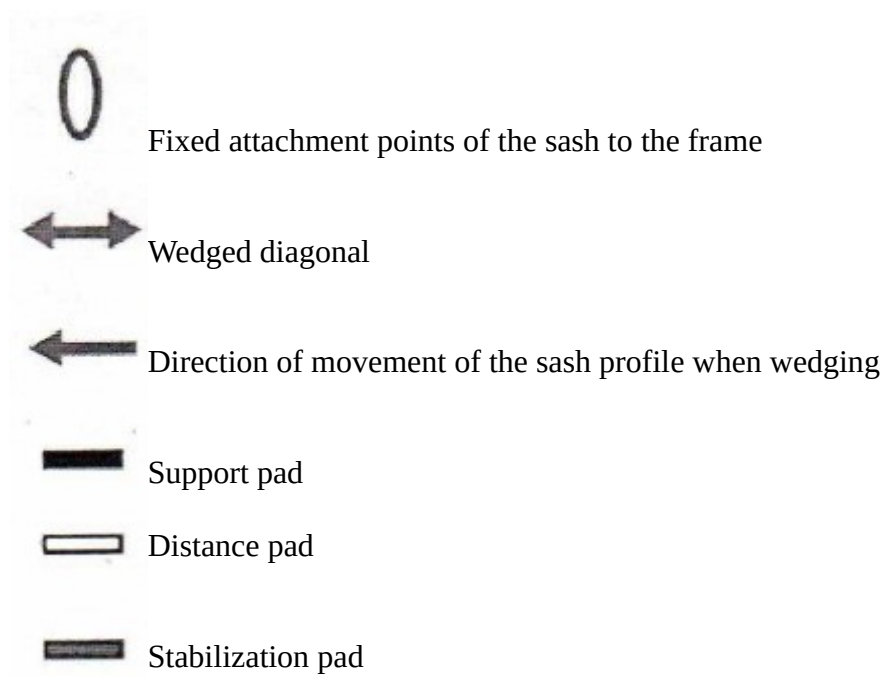 Fixed attachment points of the sash to the frame
Wedged diagonal
Direction of movement of the sash profile when wedging
Support pad
Distance pad
Stabilization pad